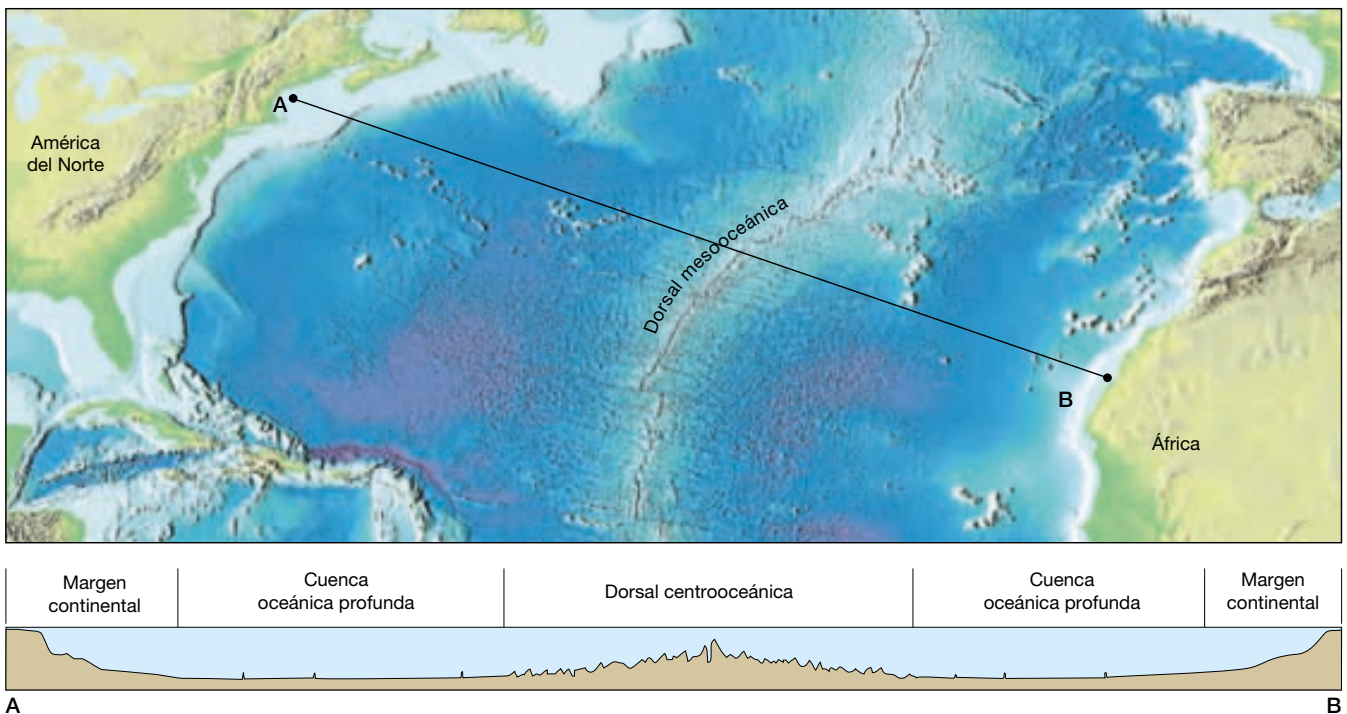 A
América
del Norte
Dorsal mesooceánica
B
África
Margen
continental
Cuenca
oceánica profunda
Dorsal centrooceánica
Cuenca
oceánica profunda
Margen
continental
A
B